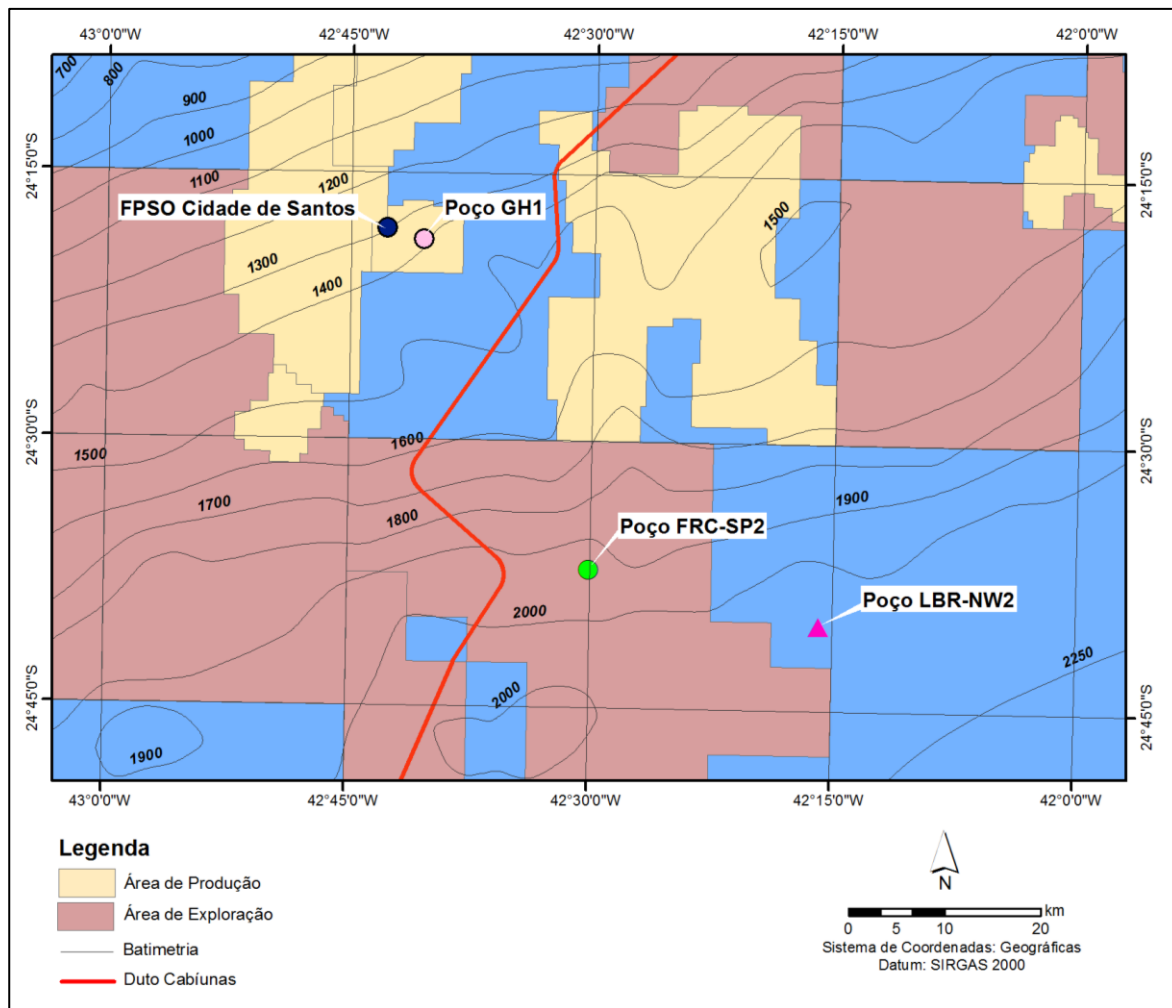 43°0'0"W 42°45'0"W 42°30'0"W 42°15'0"W 42°0'0"W
700
800
900
1000
24°15'0"S
24°15'0"S
1100
1200
FPSO Cidade de Santos
Poço GH1
1500
1300
1400
24°30'0"S
24°30'0"S
1500
1600
1700
1800
1900
Poço FRC-SP2
2000
Poço LBR-NW2
2250
24°45'0"S
24°45'0"S
2000
1900
43°0'0"W 42°45'0"W 42°30'0"W 42°15'0"W 42°0'0"W
Legenda
Área de Produção
Área de Exploração
Batimetria
Duto Cabíunas
N
km
0 5 10 20
Sistema de Coordenadas: Geográficas
Datum: SIRGAS 2000